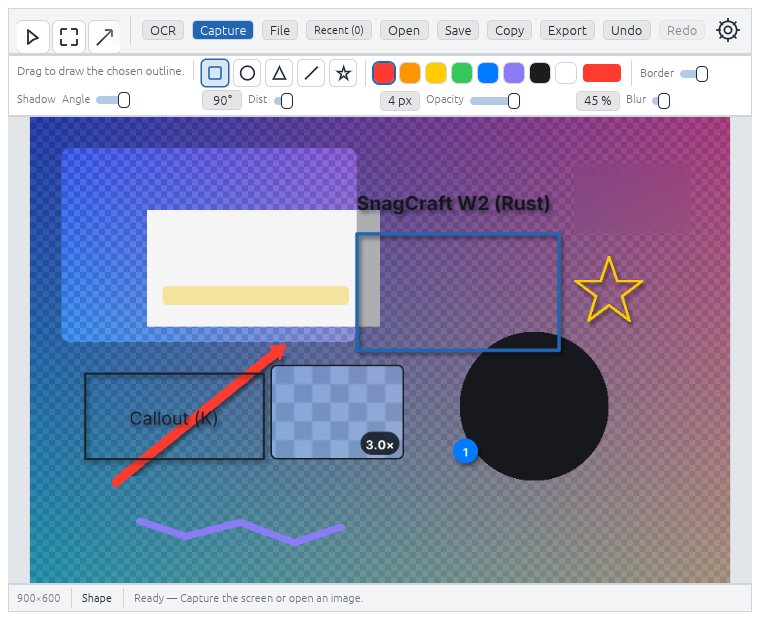 OCR Capture File Recent (0) Open Save Copy Export Undo Redo
Drag to draw the chosen outline. Border
Shadow Angle 90° Dist 4 px Opacity 45 % Blur
SnagCraft W2 (Rust)
Callout (K)
3.0×
1
900×600 Shape Ready — Capture the screen or open an image.